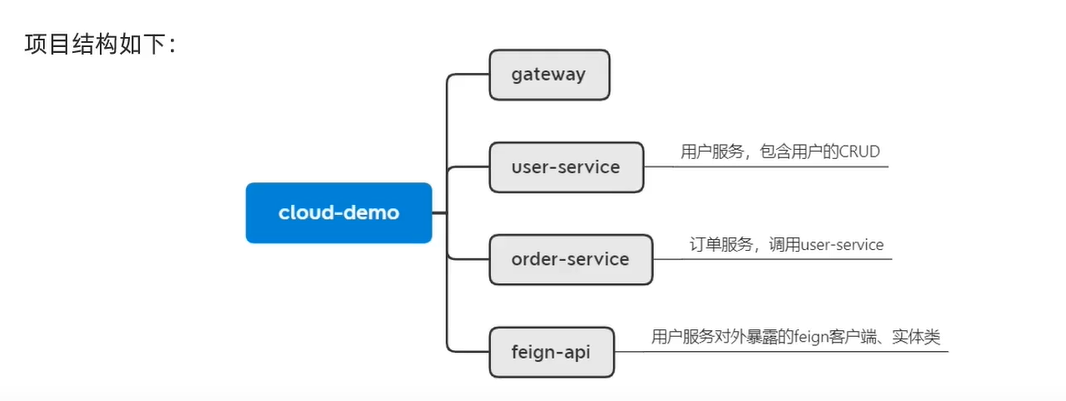 项目结构如下：
gateway
user-service
用户服务，包含用户的CRUD
cloud-demo
order-service
订单服务，调用user-service
feign-api
用户服务对外暴露的feign客户端、实体类